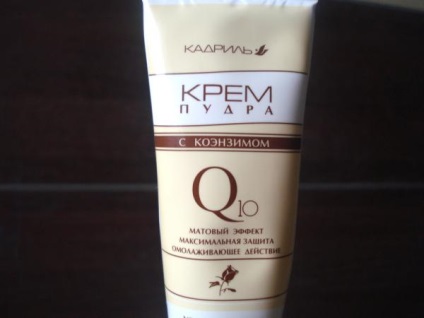 КАДРИЛЬ
КРЕМ
ПУДРА
С КОЭНЗИМОМ
Q10
МАТОВЫЙ ЭФФЕКТ
МАКСИМАЛЬНАЯ ЗАЩИТА
ОМОЛАЖИВАЮЩЕЕ ДЕЙСТВИЕ